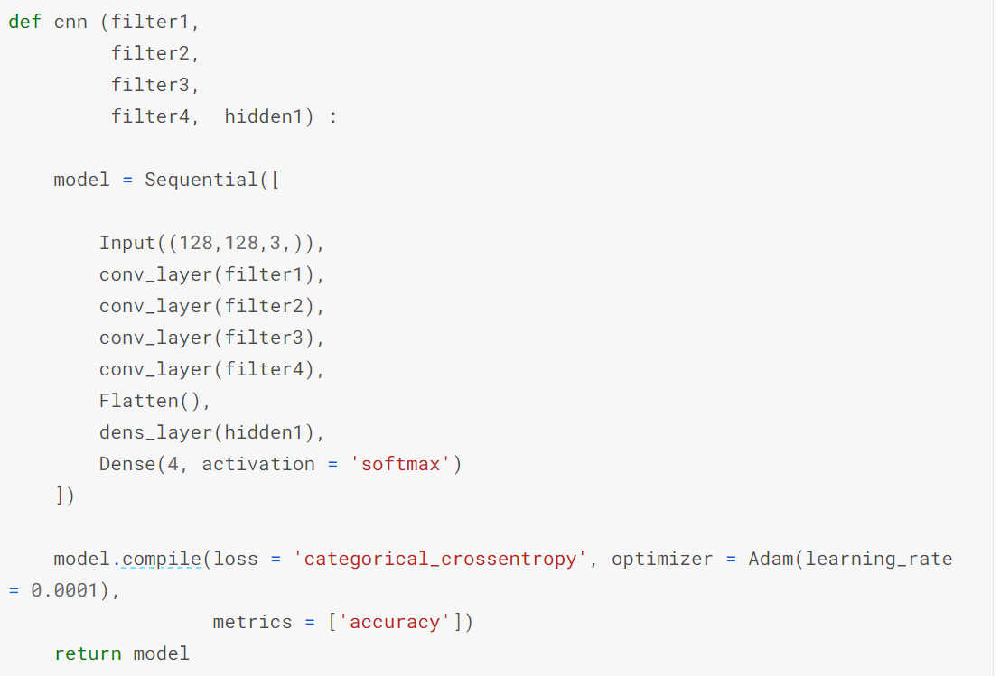 def cnn (filter1,
         filter2,
         filter3,
         filter4,  hidden1) :
    model = Sequential([
        Input((128,128,3,)),
        conv_layer(filter1),
        conv_layer(filter2),
        conv_layer(filter3),
        conv_layer(filter4),
        Flatten(),
        dens_layer(hidden1),
        Dense(4, activation = 'softmax')
    ])
    model.compile(loss = 'categorical_crossentropy', optimizer = Adam(learning_rate
= 0.0001),
                  metrics = ['accuracy'])
    return model